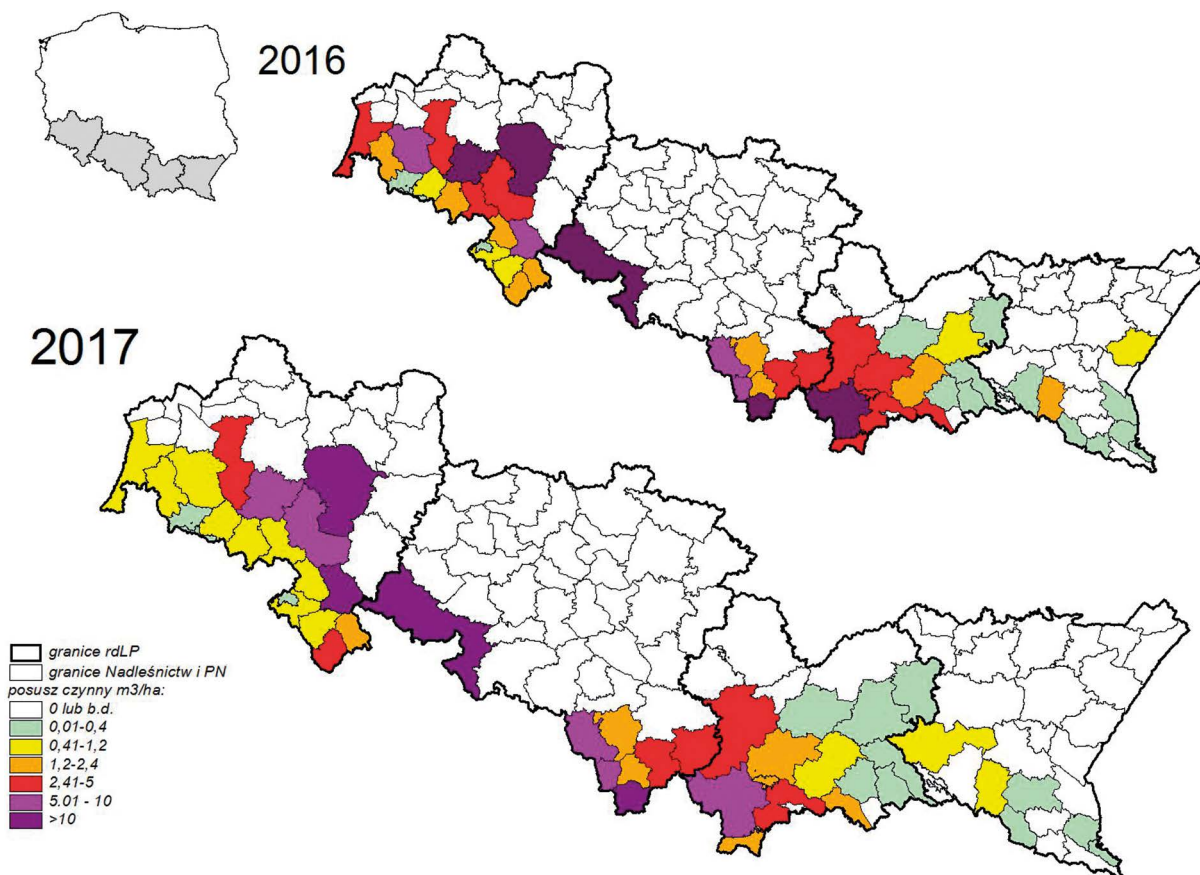 2016
2017
granice rdLP
granice Nadleśnictw i PN
posusz czynny m3/ha:
0 lub b.d.
0,01-0,4
0,41-1,2
1,2-2,4
2,41-5
5.01 - 10
>10